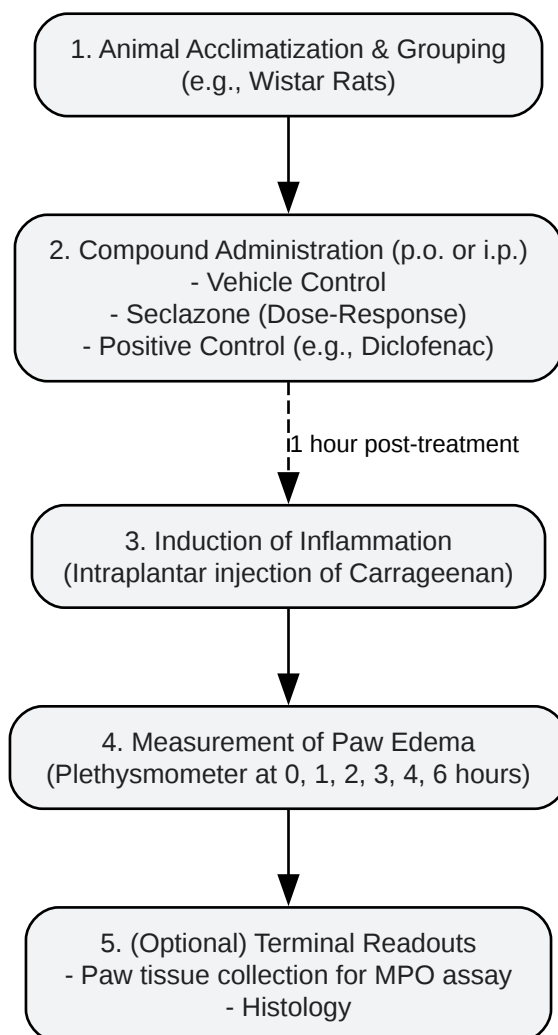 1. Animal Acclimatization & Grouping
(e.g., Wistar Rats)
2. Compound Administration (p.o. or i.p.)
- Vehicle Control
- Seclazone (Dose-Response)
- Positive Control (e.g., Diclofenac)
1 hour post-treatment
3. Induction of Inflammation
(Intraplantar injection of Carrageenan)
4. Measurement of Paw Edema
(Plethysmometer at 0, 1, 2, 3, 4, 6 hours)
5. (Optional) Terminal Readouts
- Paw tissue collection for MPO assay
- Histology